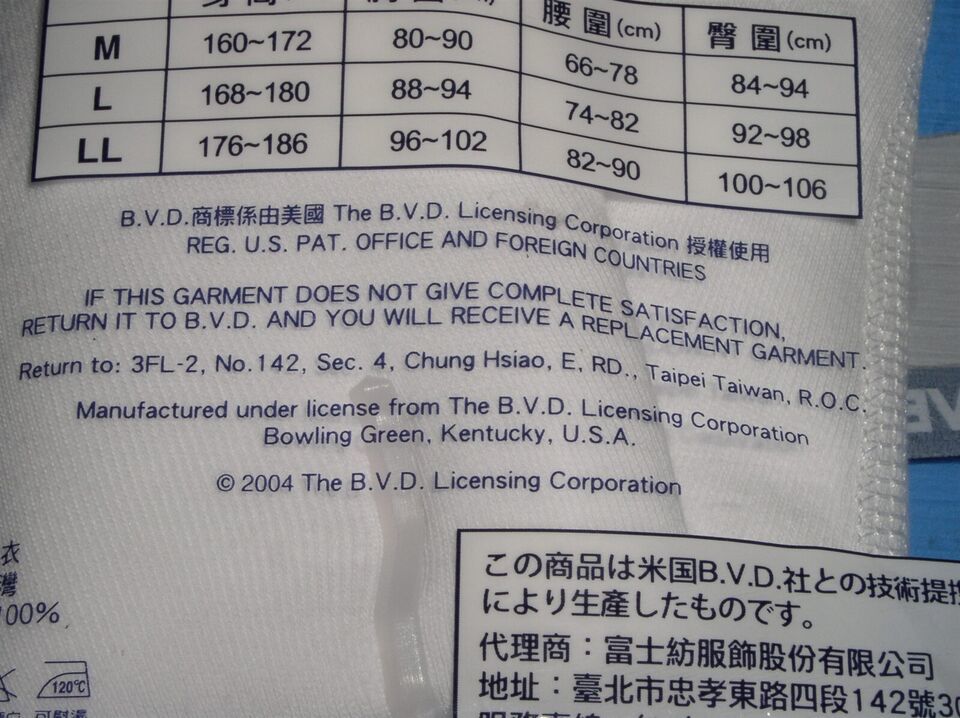 腰圍(cm) 臀圍(cm)
M 160~172 80~90 66~78 84~94
L 168~180 88~94 74~82 92~98
LL 176~186 96~102 82~90 100~106
B.V.D.商標係由美國 The B.V.D. Licensing Corporation 授權使用
REG. U.S. PAT. OFFICE AND FOREIGN COUNTRIES
IF THIS GARMENT DOES NOT GIVE COMPLETE SATISFACTION,
RETURN IT TO B.V.D. AND YOU WILL RECEIVE A REPLACEMENT GARMENT.
Return to: 3FL-2, No.142, Sec. 4, Chung Hsiao, E, RD., Taipei Taiwan, R.O.C.
Manufactured under license from The B.V.D. Licensing Corporation
Bowling Green, Kentucky, U.S.A.
© 2004 The B.V.D. Licensing Corporation
衣
灣
100%
120℃
この商品は米国B.V.D.社との技術提携
により生產したものです。
代理商：富士紡服飾股份有限公司
地址：臺北市忠孝東路四段142號3